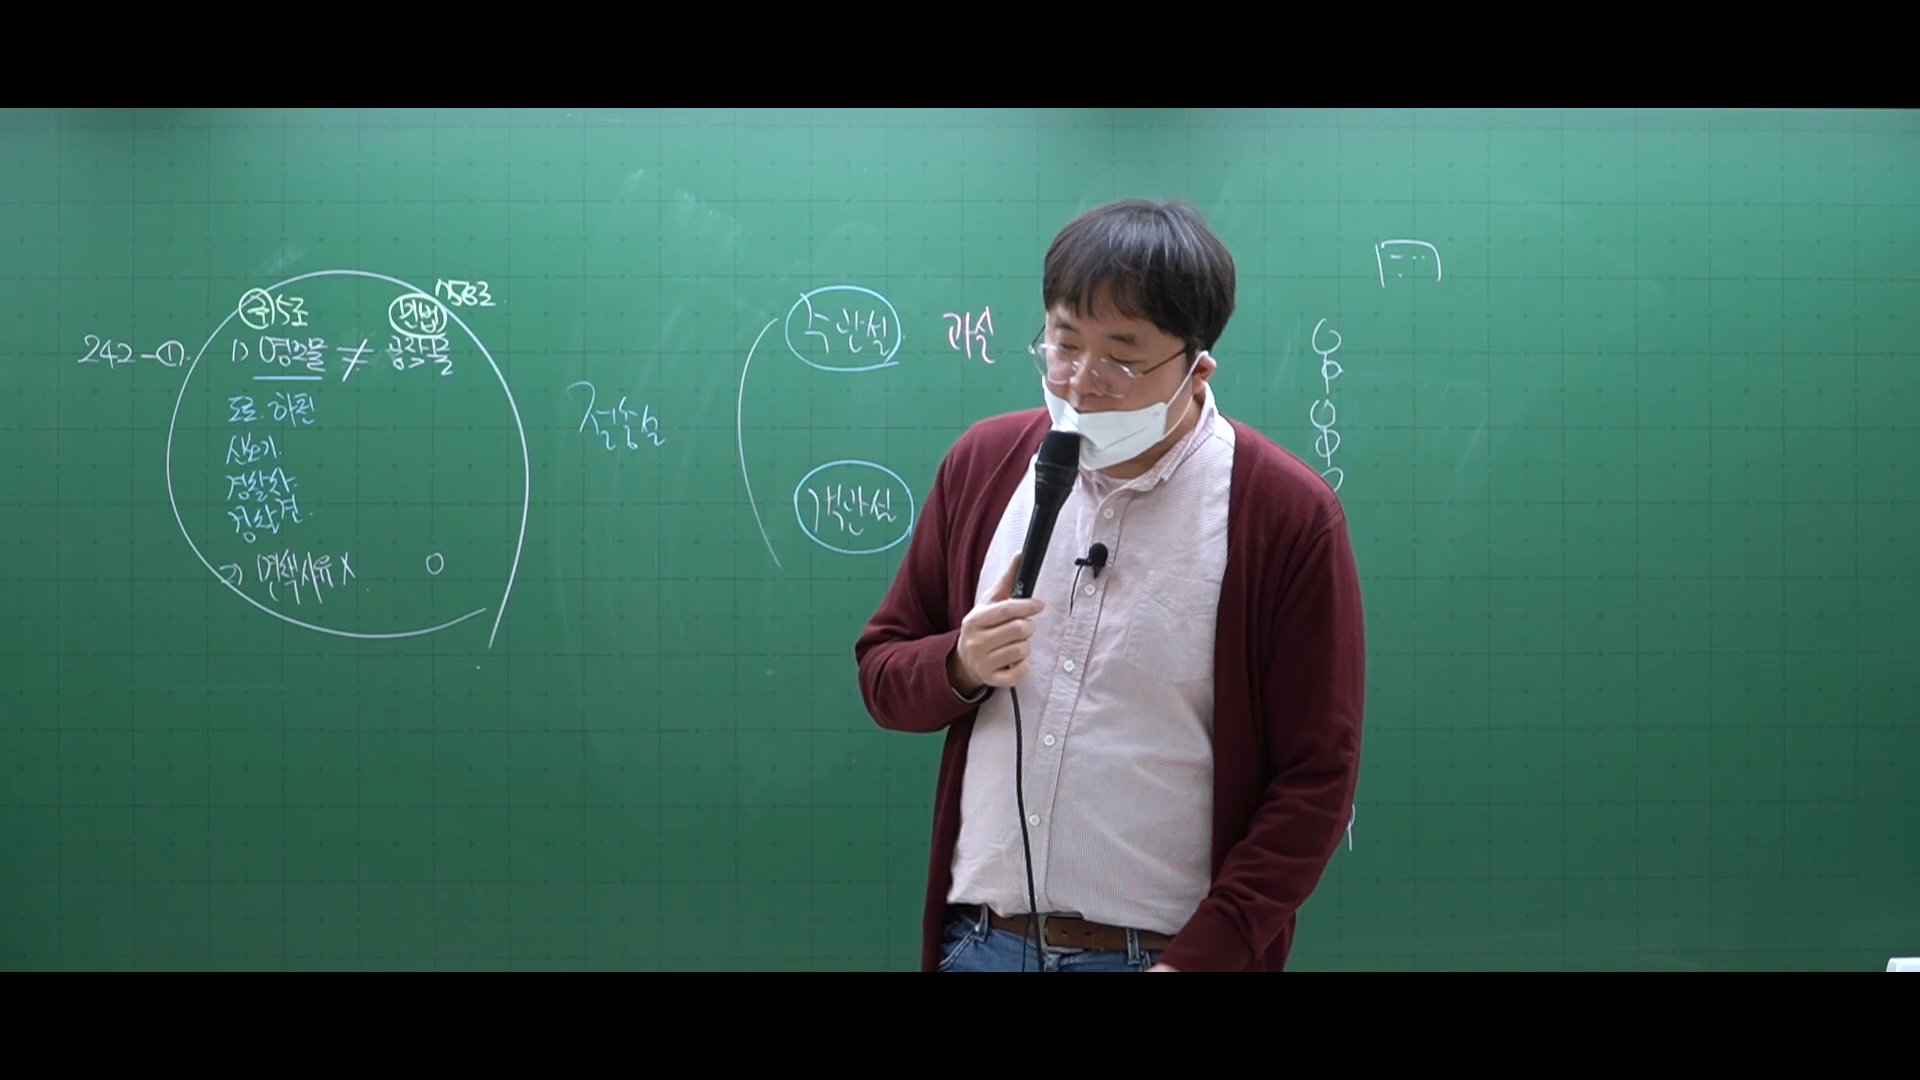 국 5조 민법 758조
242-① 1) 영조물 ≠ 공작물
도로. 하천
신호기.
경찰차.
경찰견.
2) 면책사유 X O
절충설
주관설 과실
객관설